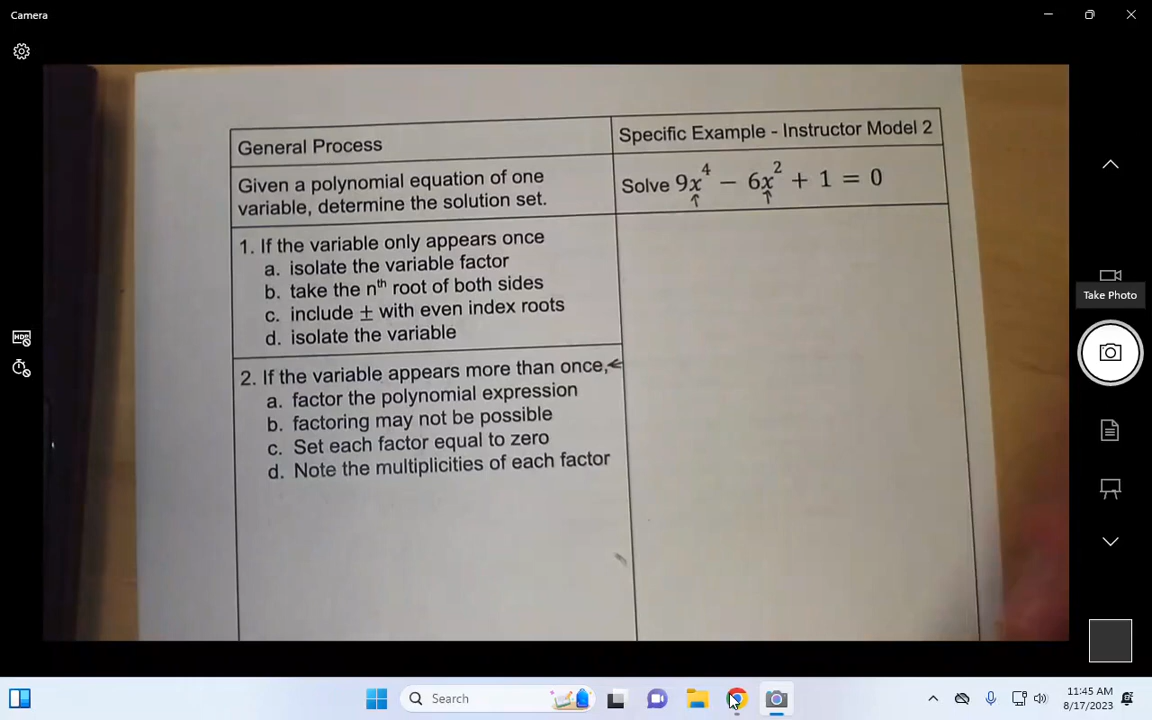 Camera
General Process
Specific Example - Instructor Model 2
Given a polynomial equation of one
variable, determine the solution set.
Solve 9x⁴ − 6x² + 1 = 0
1. If the variable only appears once
a. isolate the variable factor
b. take the nᵗʰ root of both sides
c. include ± with even index roots
d. isolate the variable
2. If the variable appears more than once,
a. factor the polynomial expression
b. factoring may not be possible
c. Set each factor equal to zero
d. Note the multiplicities of each factor
Take Photo
HDR
Search
11:45 AM
8/17/2023